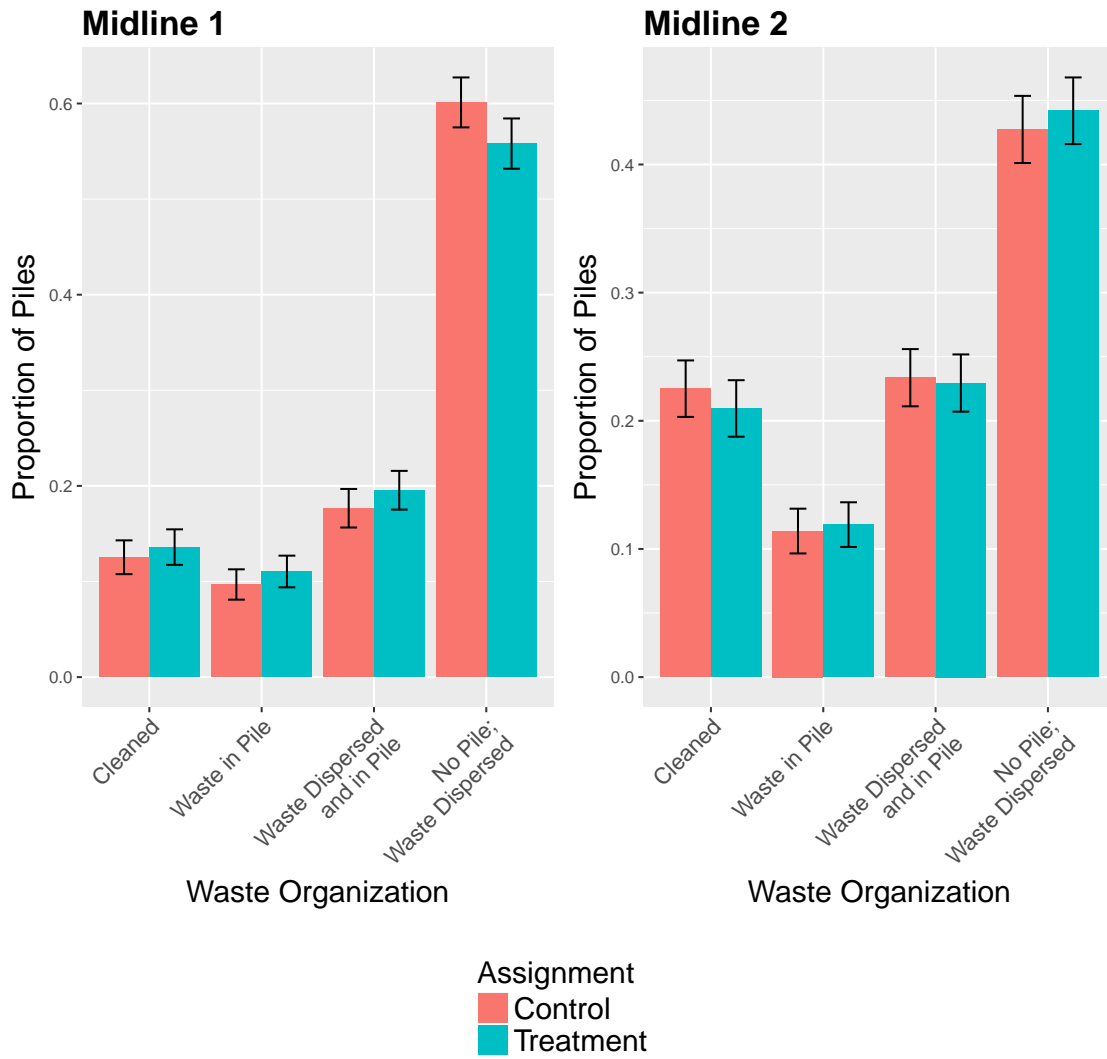 Midline 1
Proportion of Piles
0.6
0.4
0.2
0.0
Cleaned
Waste in Pile
Waste Dispersed
and in Pile
No Pile;
Waste Dispersed
Waste Organization
Midline 2
Proportion of Piles
0.4
0.3
0.2
0.1
0.0
Cleaned
Waste in Pile
Waste Dispersed
and in Pile
No Pile;
Waste Dispersed
Waste Organization
Assignment
Control
Treatment